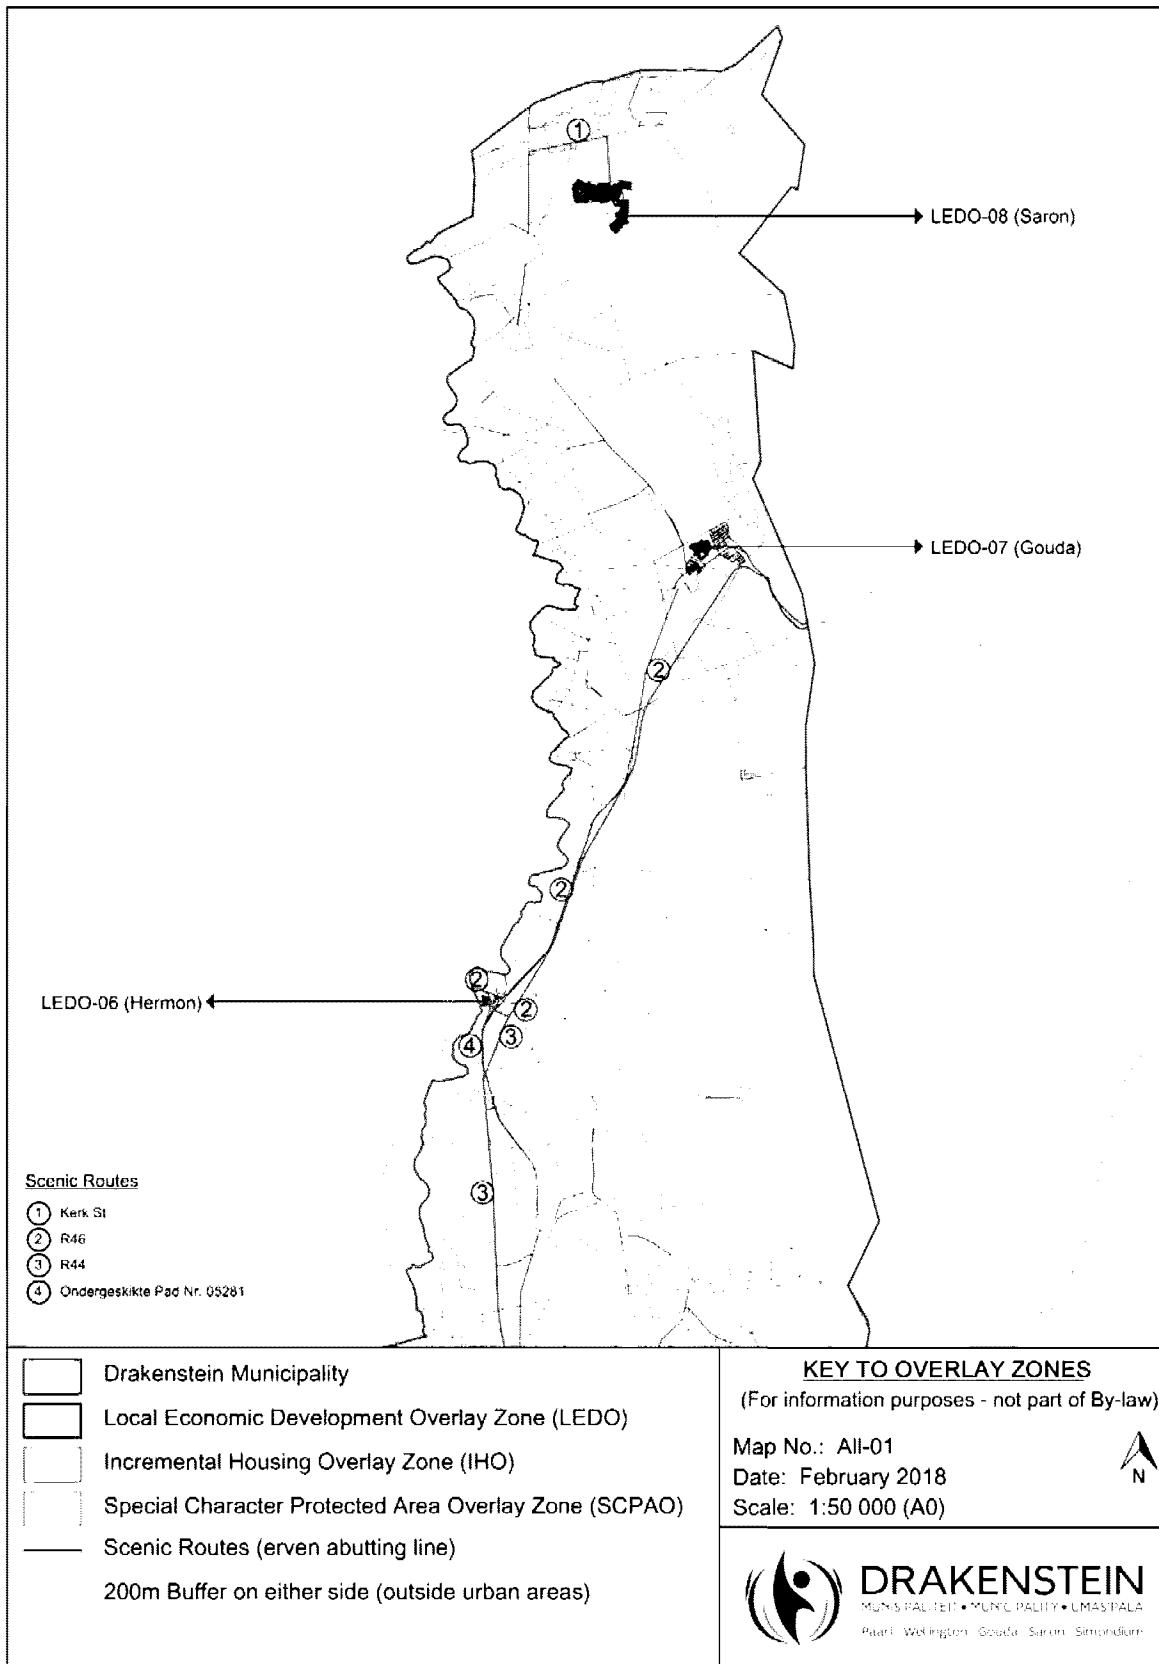 ①
LEDO-08 (Saron)
LEDO-07 (Gouda)
②
②
②
LEDO-06 (Hermon)
②
③
④
③
Scenic Routes
① Kerk St
② R46
③ R44
④ Ondergeskikte Pad Nr. 05281
Drakenstein Municipality
Local Economic Development Overlay Zone (LEDO)
Incremental Housing Overlay Zone (IHO)
Special Character Protected Area Overlay Zone (SCPAO)
Scenic Routes (erven abutting line)
200m Buffer on either side (outside urban areas)
KEY TO OVERLAY ZONES
(For information purposes - not part of By-law)
Map No.: All-01
Date: February 2018
Scale: 1:50 000 (A0)
N
DRAKENSTEIN
MUNISIPALITEIT • MUNICIPALITY • UMASIPALA
Paarl Wellington Gouda Saron Simondium